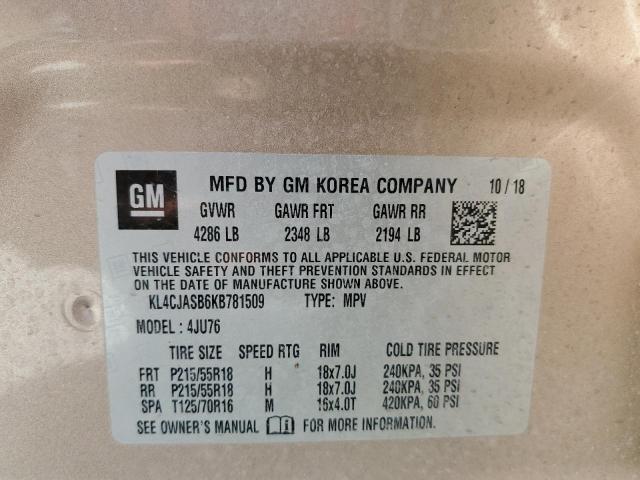 GM MFD BY GM KOREA COMPANY 10/18
GVWR GAWR FRT GAWR RR
4286 LB 2348 LB 2194 LB
THIS VEHICLE CONFORMS TO ALL APPLICABLE U.S. FEDERAL MOTOR
VEHICLE SAFETY AND THEFT PREVENTION STANDARDS IN EFFECT
ON THE DATE OF MANUFACTURE SHOWN ABOVE.
KL4CJASB6KB781509 TYPE: MPV
MODEL: 4JU76
TIRE SIZE SPEED RTG RIM COLD TIRE PRESSURE
FRT P215/55R18 H 18x7.0J 240KPA, 35 PSI
RR P215/55R18 H 18x7.0J 240KPA, 35 PSI
SPA T125/70R16 M 16x4.0T 420KPA, 60 PSI
SEE OWNER'S MANUAL FOR MORE INFORMATION.